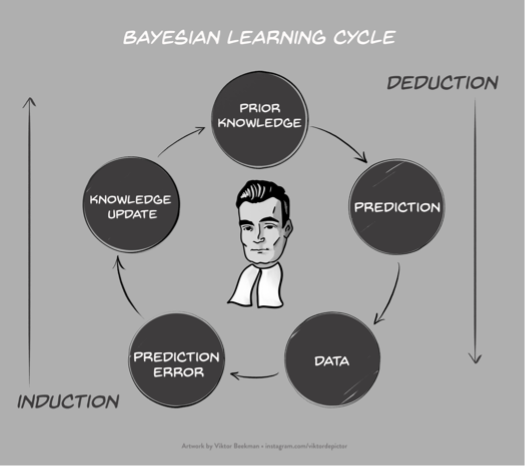 BAYESIAN LEARNING CYCLE
DEDUCTION
PRIOR
KNOWLEDGE
PREDICTION
DATA
PREDICTION
ERROR
KNOWLEDGE
UPDATE
INDUCTION
Artwork by Viktor Beekman • instagram.com/viktordepictor